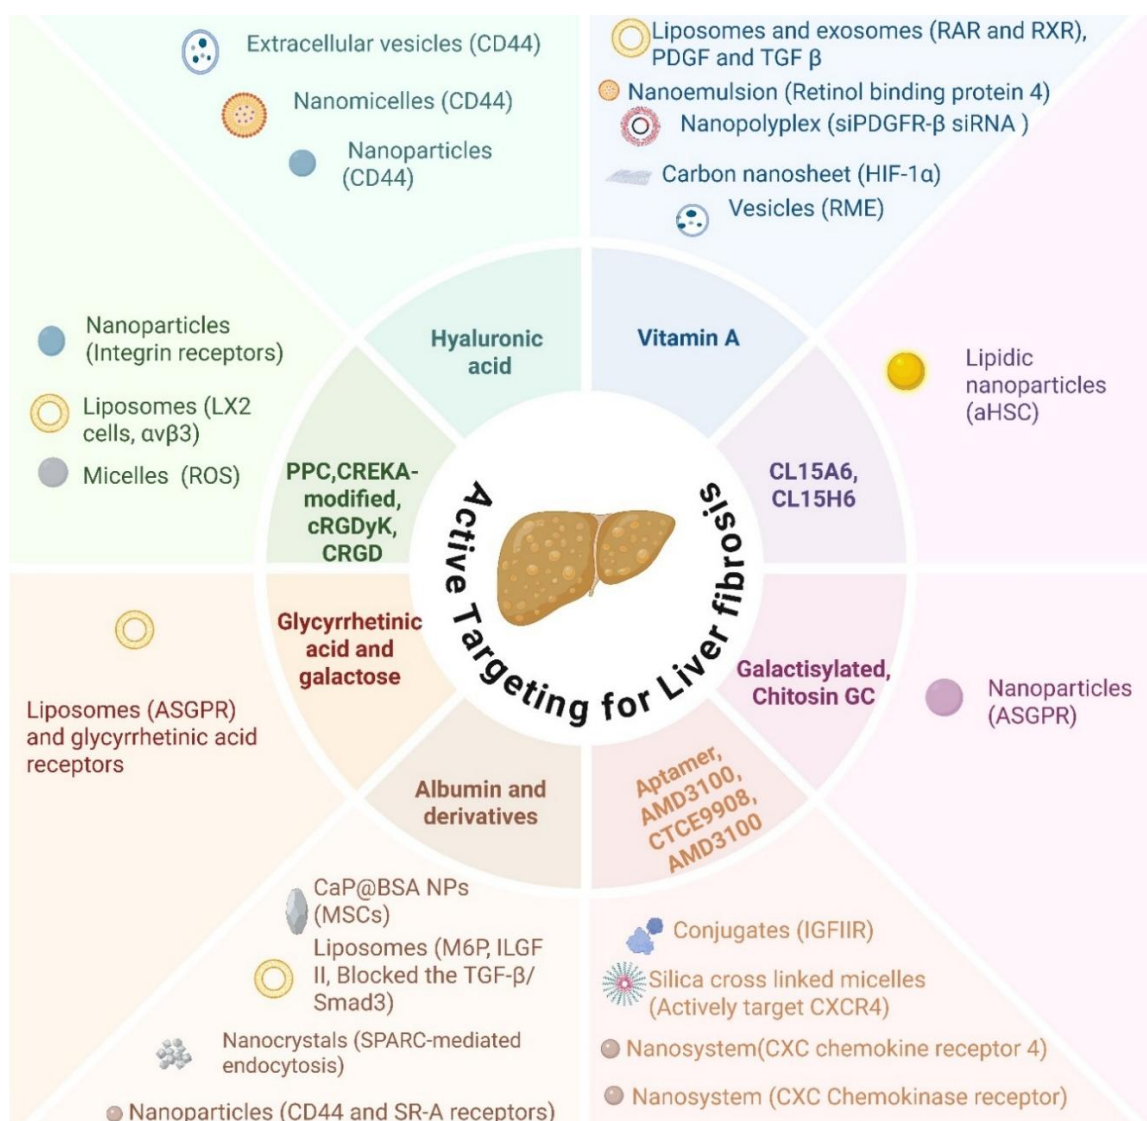 Extracellular vesicles (CD44)
Nanomicelles (CD44)
Nanoparticles
(CD44)
Liposomes and exosomes (RAR and RXR),
PDGF and TGF β
Nanoemulsion (Retinol binding protein 4)
Nanopolyplex (siPDGFR-β siRNA )
Carbon nanosheet (HIF-1α)
Vesicles (RME)
Nanoparticles
(Integrin receptors)
Liposomes (LX2
cells, αvβ3)
Micelles (ROS)
Hyaluronic
acid
Vitamin A
Lipidic
nanoparticles
(aHSC)
PPC,CREKA-
modified,
cRGDyK,
CRGD
CL15A6,
CL15H6
Active Targeting for Liver fibrosis
Glycyrrhetinic
acid and
galactose
Galactisylated,
Chitosin GC
Liposomes (ASGPR)
and glycyrrhetinic acid
receptors
Nanoparticles
(ASGPR)
Albumin and
derivatives
Aptamer,
AMD3100,
CTCE9908,
AMD3100
CaP@BSA NPs
(MSCs)
Liposomes (M6P, ILGF
II, Blocked the TGF-β/
Smad3)
Nanocrystals (SPARC-mediated
endocytosis)
Nanoparticles (CD44 and SR-A receptors)
Conjugates (IGFIIR)
Silica cross linked micelles
(Actively target CXCR4)
Nanosystem(CXC chemokine receptor 4)
Nanosystem (CXC Chemokinase receptor)